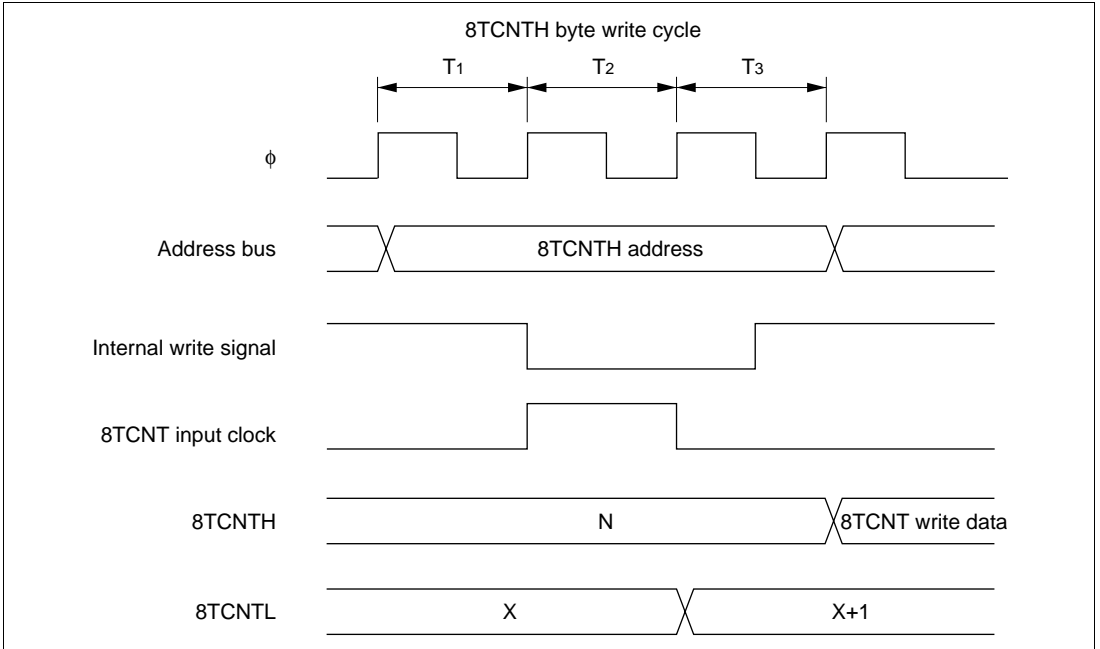 8TCNTH byte write cycle
T1 T2 T3
φ
Address bus 8TCNTH address
Internal write signal
8TCNT input clock
8TCNTH N 8TCNT write data
8TCNTL X X+1